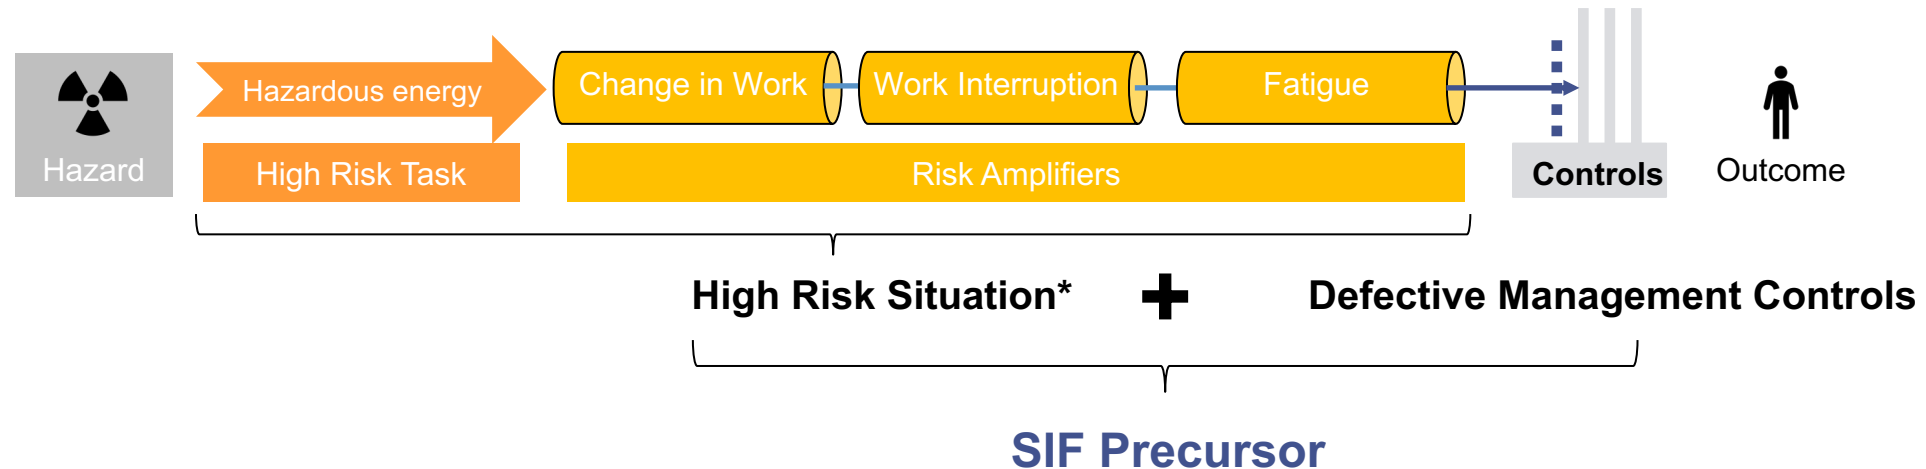 Hazard
Hazardous energy
High Risk Task
Change in Work
Work Interruption
Fatigue
Risk Amplifiers
Controls
Outcome
High Risk Situation*
+
Defective Management Controls
SIF Precursor